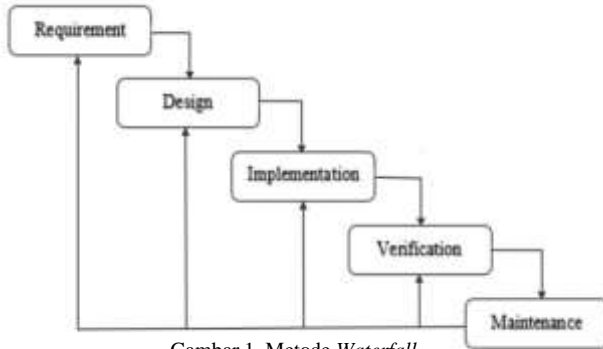 Requirement
Design
Implementation
Verification
Maintenance
Gambar 1. Metode Waterfall